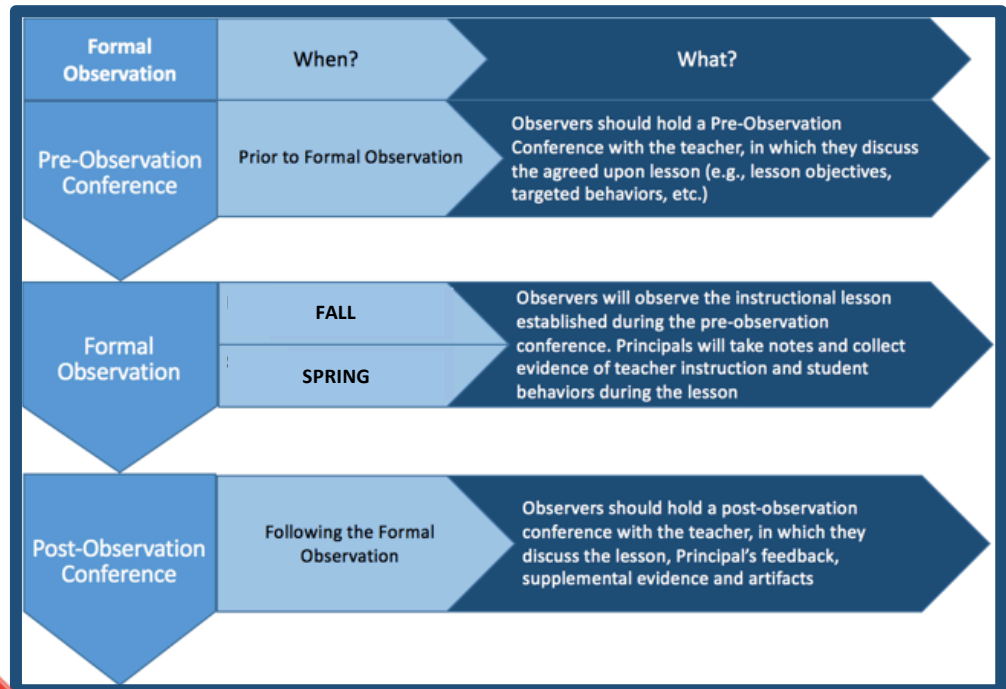 Formal
Observation
When?
What?
Pre-Observation
Conference
Prior to Formal Observation
Observers should hold a Pre-Observation
Conference with the teacher, in which they discuss
the agreed upon lesson (e.g., lesson objectives,
targeted behaviors, etc.)
Formal
Observation
FALL
SPRING
Observers will observe the instructional lesson
established during the pre-observation
conference. Principals will take notes and collect
evidence of teacher instruction and student
behaviors during the lesson
Post-Observation
Conference
Following the Formal
Observation
Observers should hold a post-observation
conference with the teacher, in which they
discuss the lesson, Principal's feedback,
supplemental evidence and artifacts